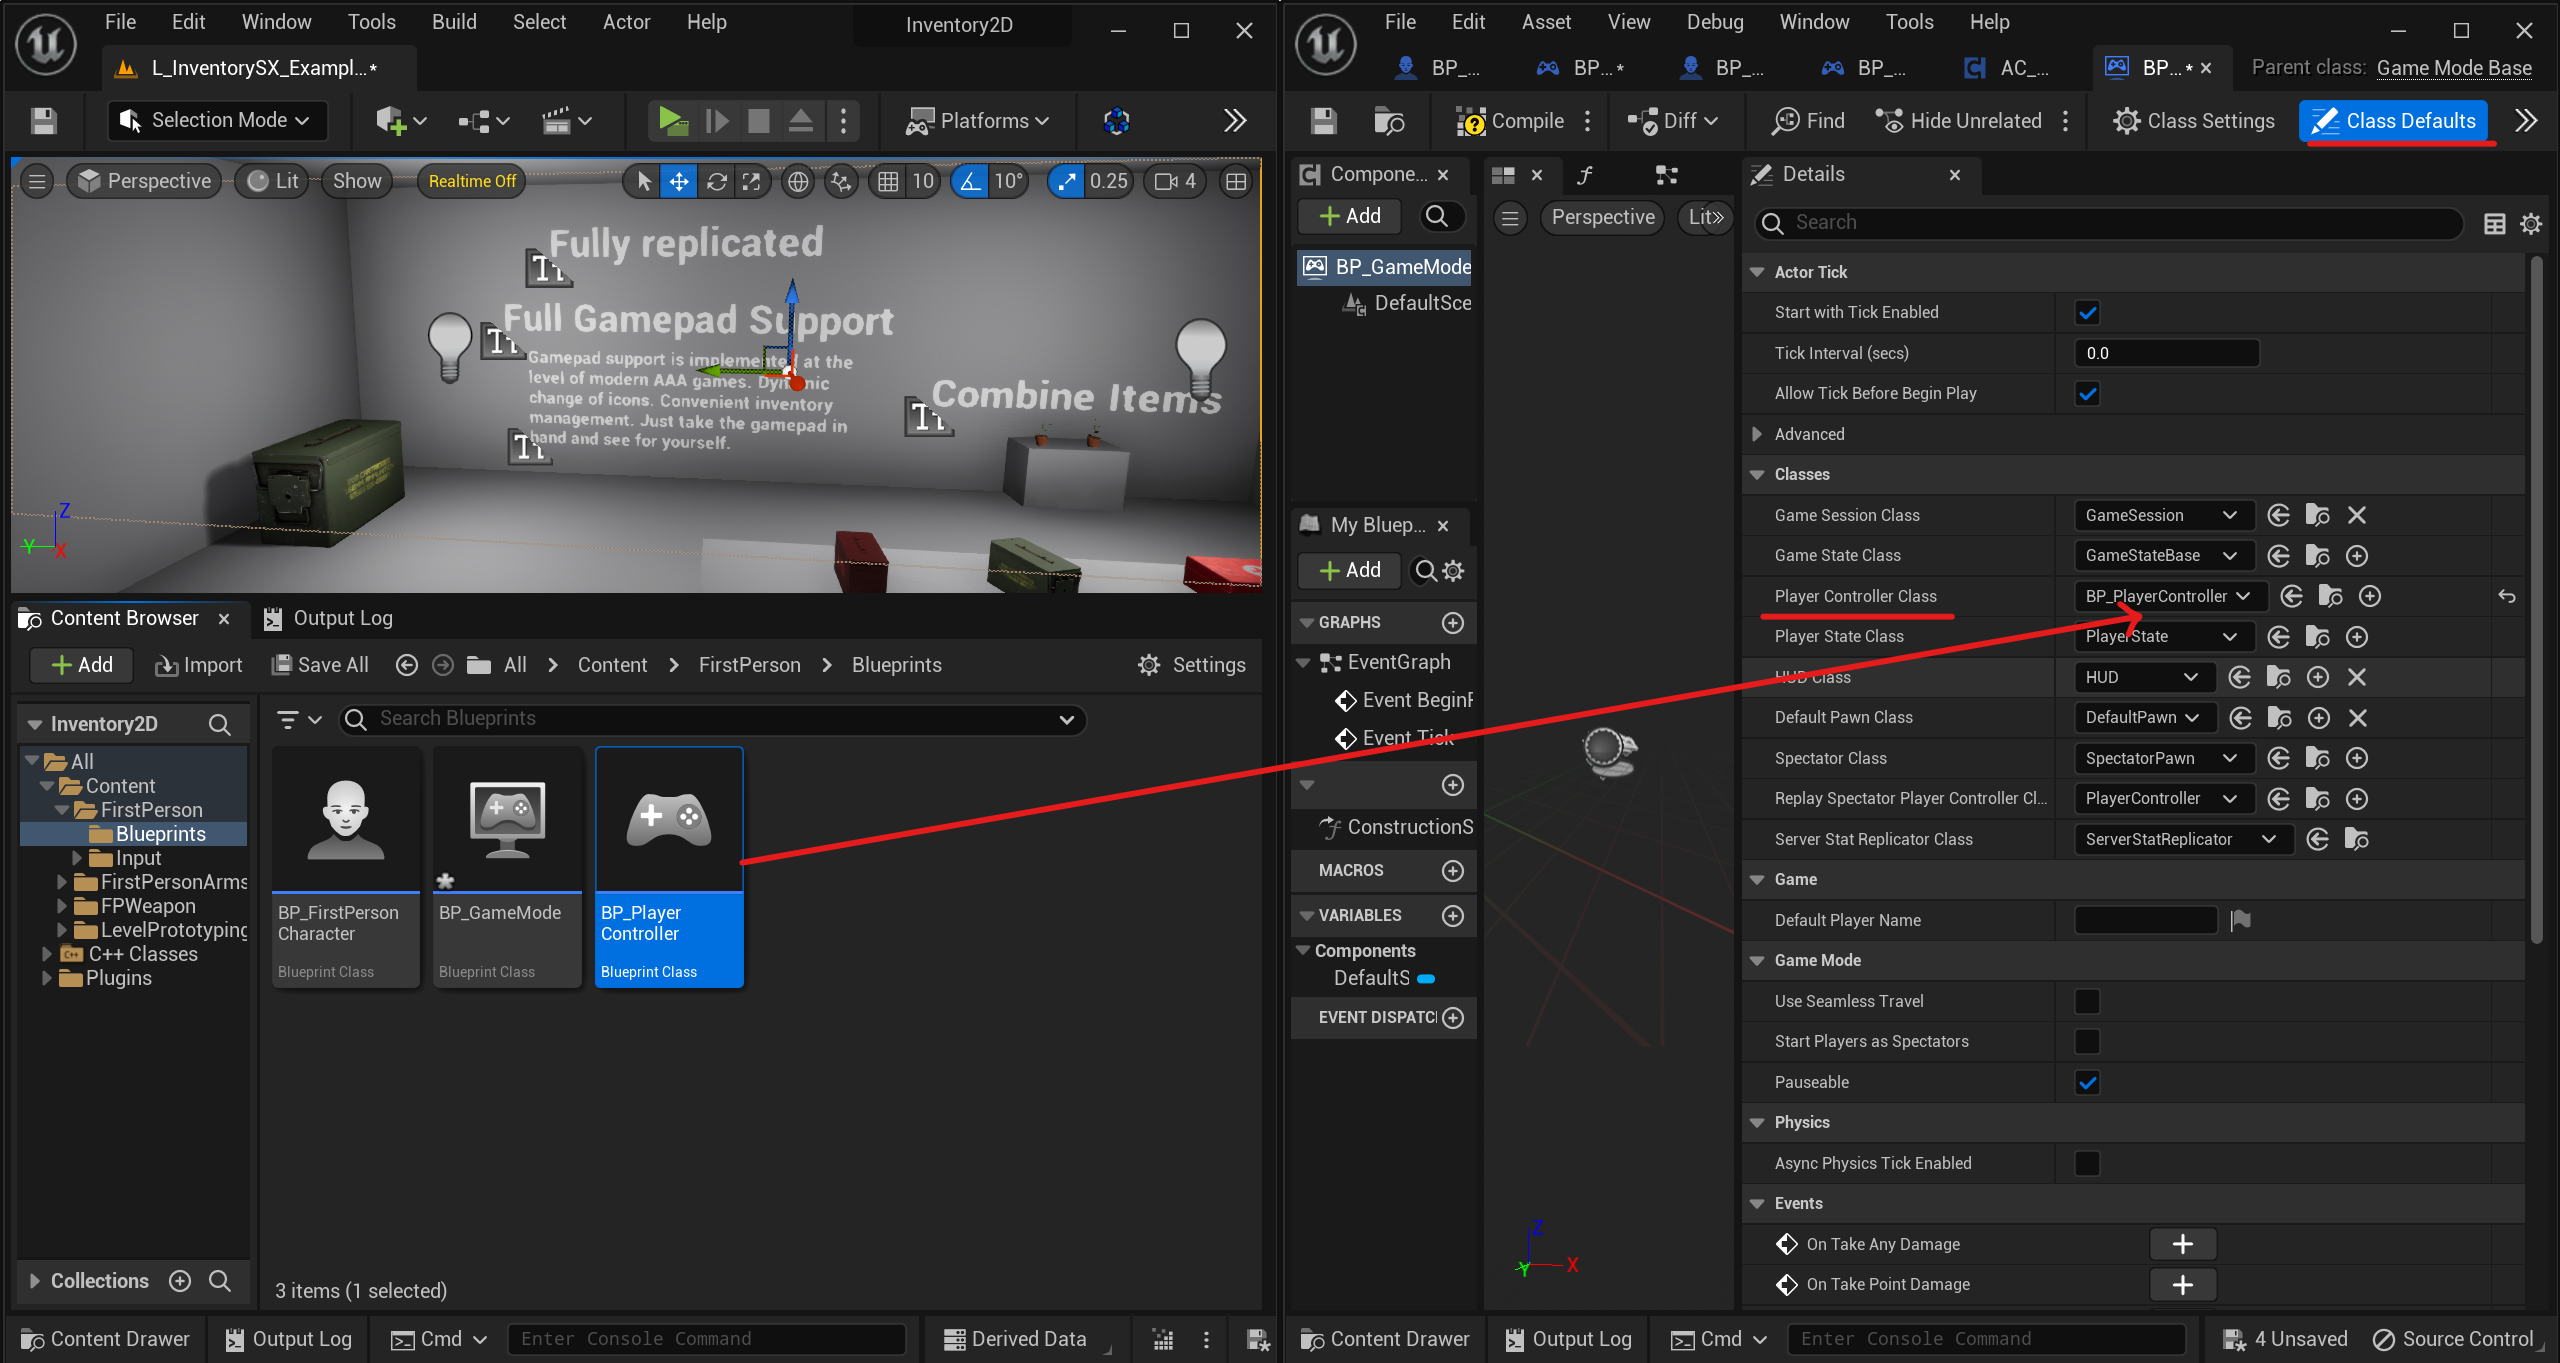 File Edit Window Tools Build Select Actor Help
Inventory2D
L_InventorySX_Exampl...*
Selection Mode
Platforms
Perspective Lit Show Realtime Off 10 10° 0.25 4
Fully replicated
Full Gamepad Support
Gamepad support is implemented at the
level of modern AAA games. Dynamic
change of icons. Convenient inventory
management. Just take the gamepad in
hand and see for yourself.
Combine Items
Z
Y X
Content Browser Output Log
Add Import Save All All > Content > FirstPerson > Blueprints Settings
Inventory2D
Search Blueprints
All
Content
FirstPerson
Blueprints
Input
FirstPersonArms
FPWeapon
LevelPrototyping
C++ Classes
Plugins
BP_FirstPerson
Character
Blueprint Class
BP_GameMode
Blueprint Class
BP_Player
Controller
Blueprint Class
Collections
3 items (1 selected)
Content Drawer Output Log Cmd Enter Console Command Derived Data
File Edit Asset View Debug Window Tools Help
BP_... BP...* BP_... BP_... AC_... BP...*
Parent class: Game Mode Base
Compile Diff Find Hide Unrelated Class Settings Class Defaults
Compone...
Add
BP_GameMode
DefaultSce
My Bluep...
Add
GRAPHS
EventGraph
Event BeginP
Event Tick
ConstructionS
MACROS
VARIABLES
Components
DefaultS
EVENT DISPATC
Perspective Lit
Z
Y X
Details
Search
Actor Tick
Start with Tick Enabled
Tick Interval (secs) 0.0
Allow Tick Before Begin Play
Advanced
Classes
Game Session Class GameSession
Game State Class GameStateBase
Player Controller Class BP_PlayerController
Player State Class PlayerState
HUD Class HUD
Default Pawn Class DefaultPawn
Spectator Class SpectatorPawn
Replay Spectator Player Controller Cl... PlayerController
Server Stat Replicator Class ServerStatReplicator
Game
Default Player Name
Game Mode
Use Seamless Travel
Start Players as Spectators
Pauseable
Physics
Async Physics Tick Enabled
Events
On Take Any Damage
On Take Point Damage
Content Drawer Output Log Cmd Enter Console Command 4 Unsaved Source Control